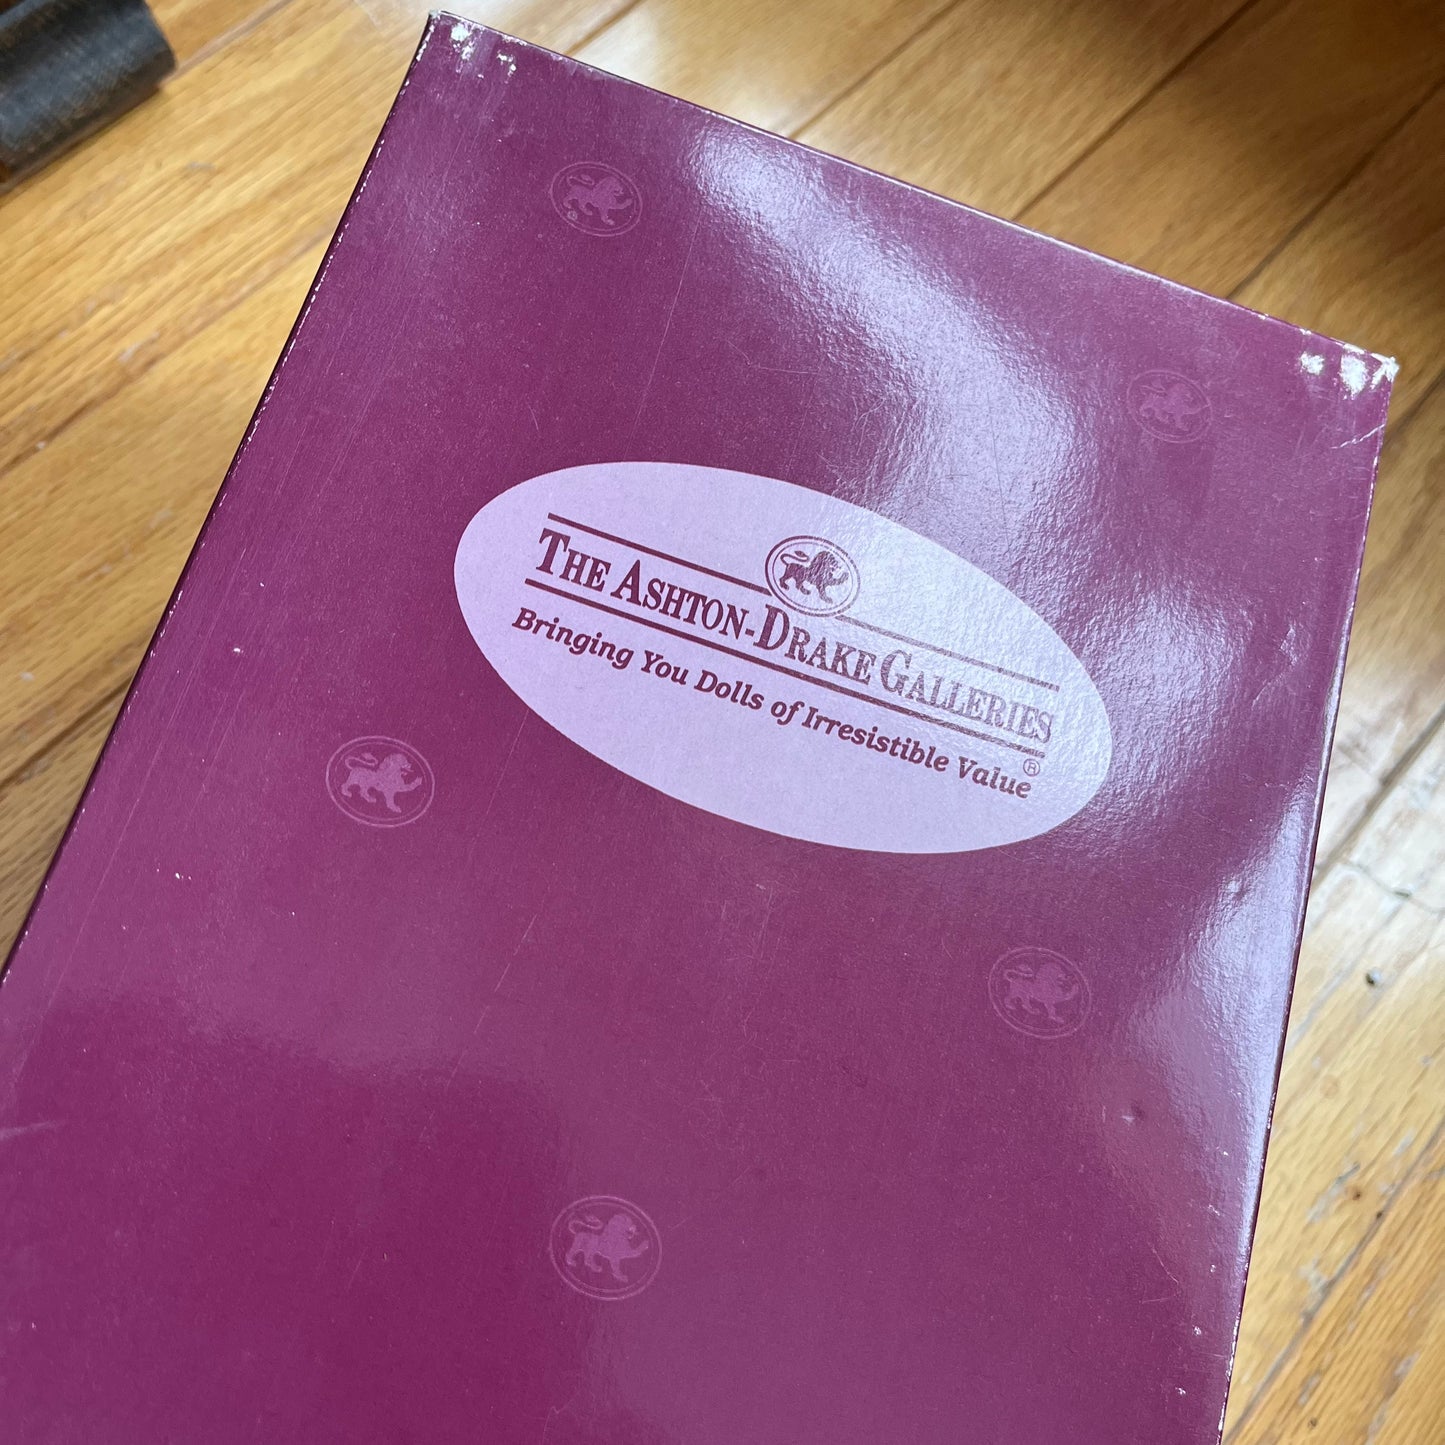 THE ASHTON-DRAKE GALLERIES
Bringing You Dolls of Irresistible Value®